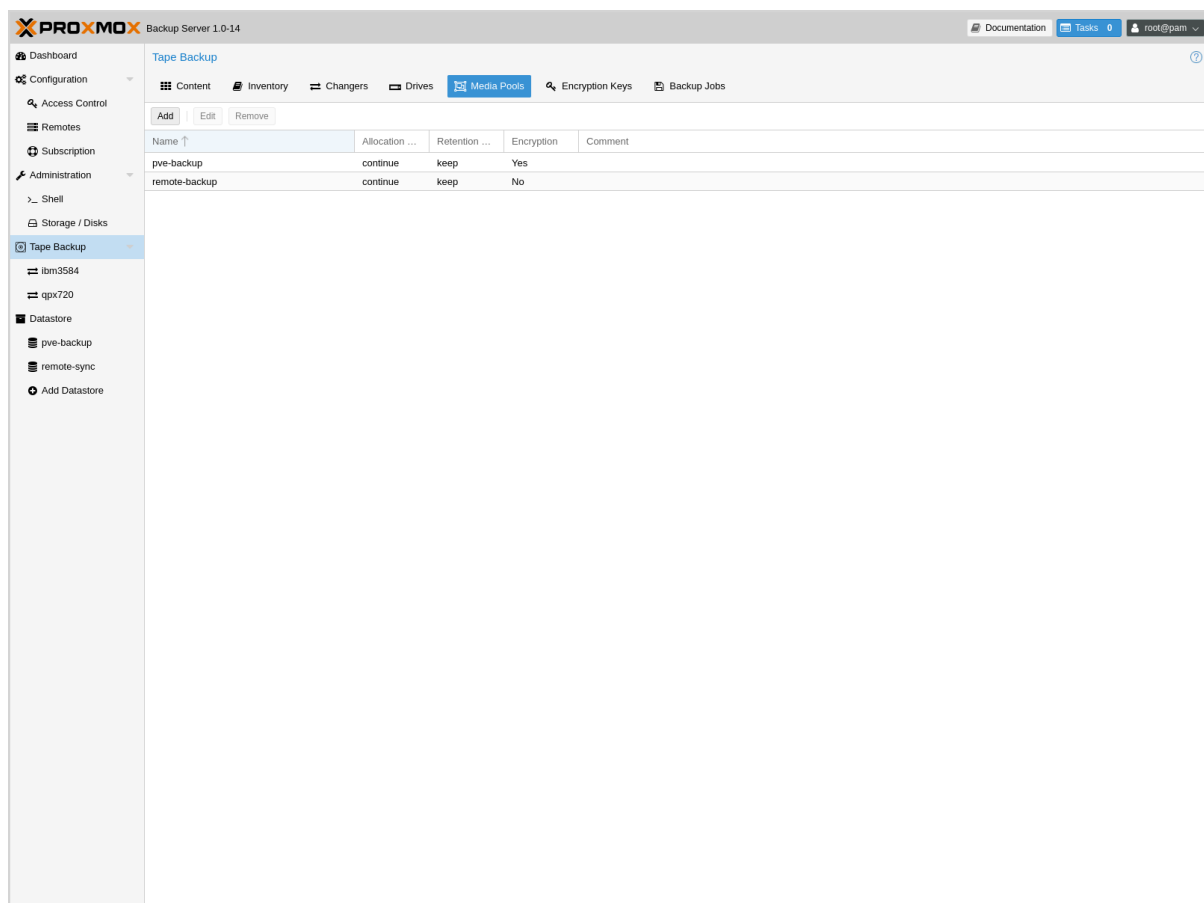 PROXMOX Backup Server 1.0-14 Documentation Tasks 0 root@pam
Dashboard
Configuration
Access Control
Remotes
Subscription
Administration
>_ Shell
Storage / Disks
Tape Backup
ibm3584
qpx720
Datastore
pve-backup
remote-sync
Add Datastore
Tape Backup
Content Inventory Changers Drives Media Pools Encryption Keys Backup Jobs
Add Edit Remove
Name ↑ Allocation ... Retention ... Encryption Comment
pve-backup continue keep Yes
remote-backup continue keep No